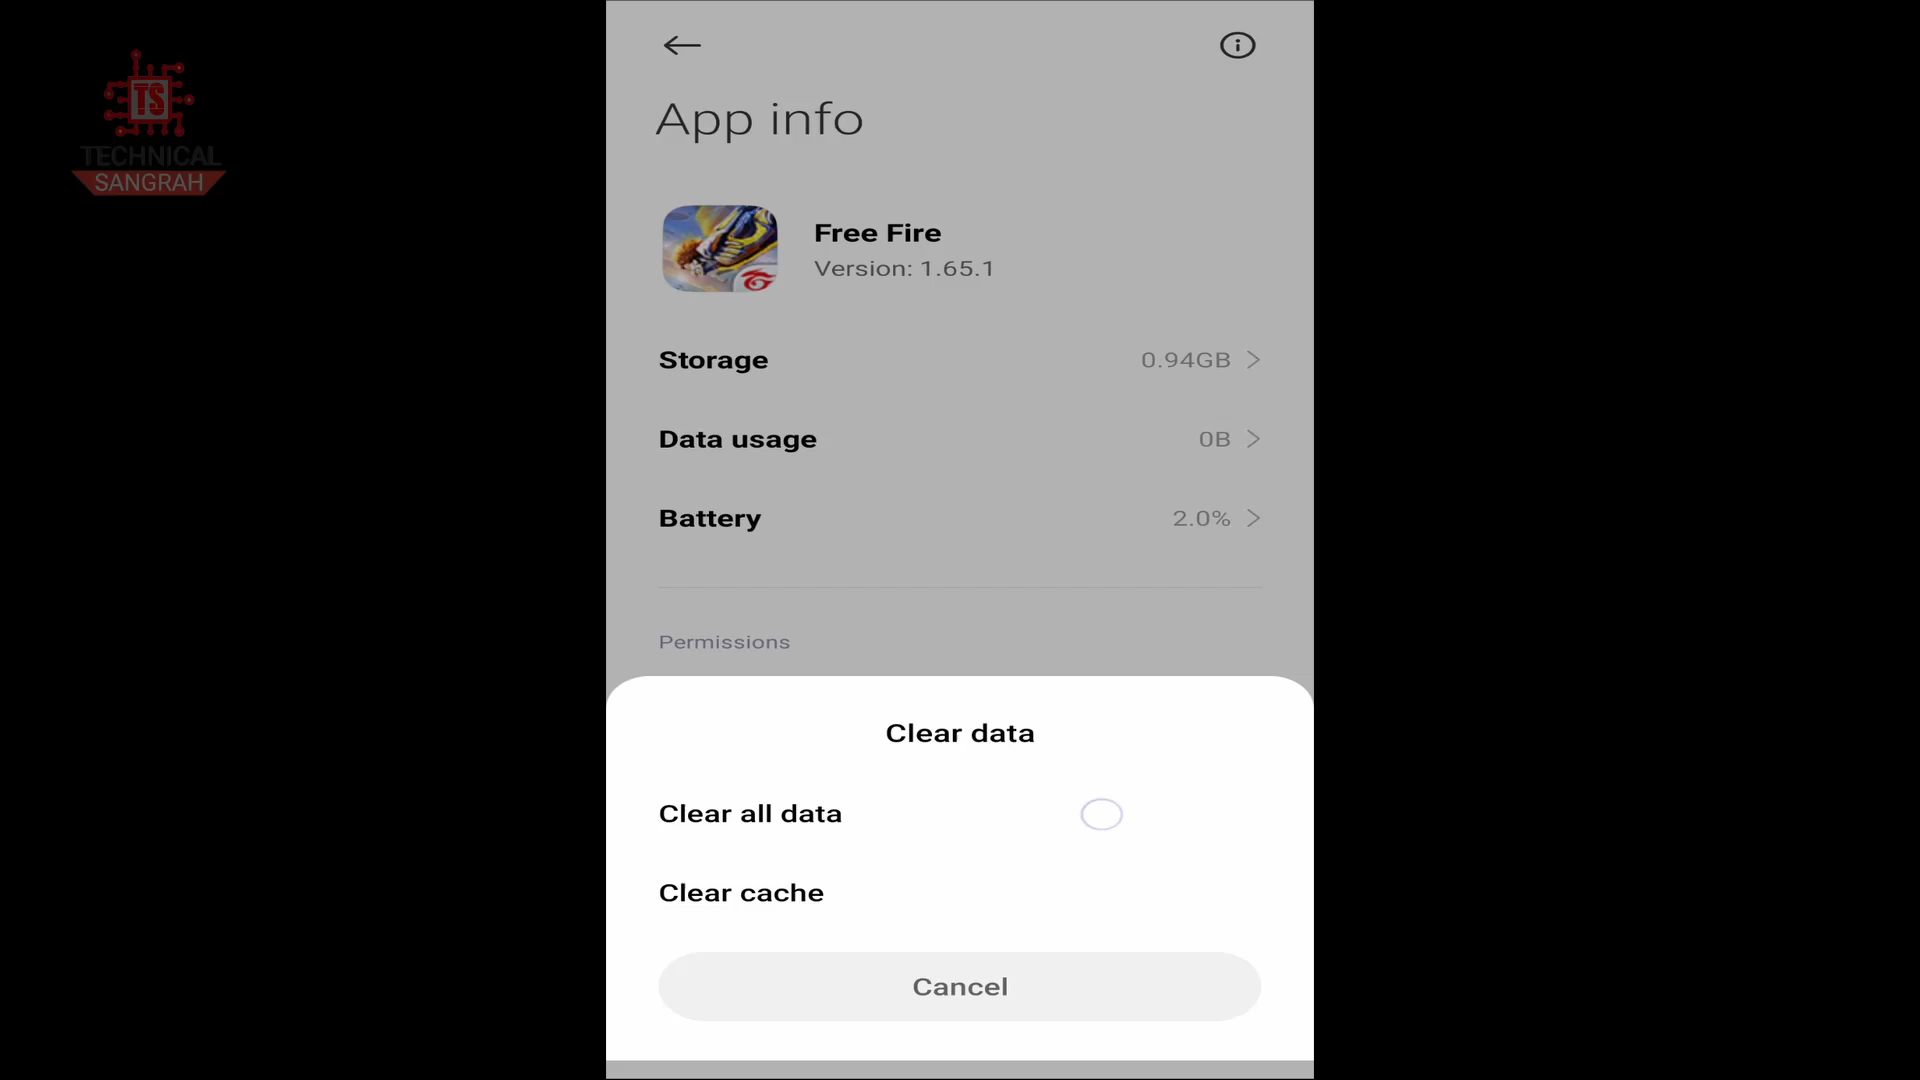 TS
TECHNICAL
SANGRAH
App info
Free Fire
Version: 1.65.1
Storage 0.94GB
Data usage 0B
Battery 2.0%
Permissions
Clear data
Clear all data
Clear cache
Cancel